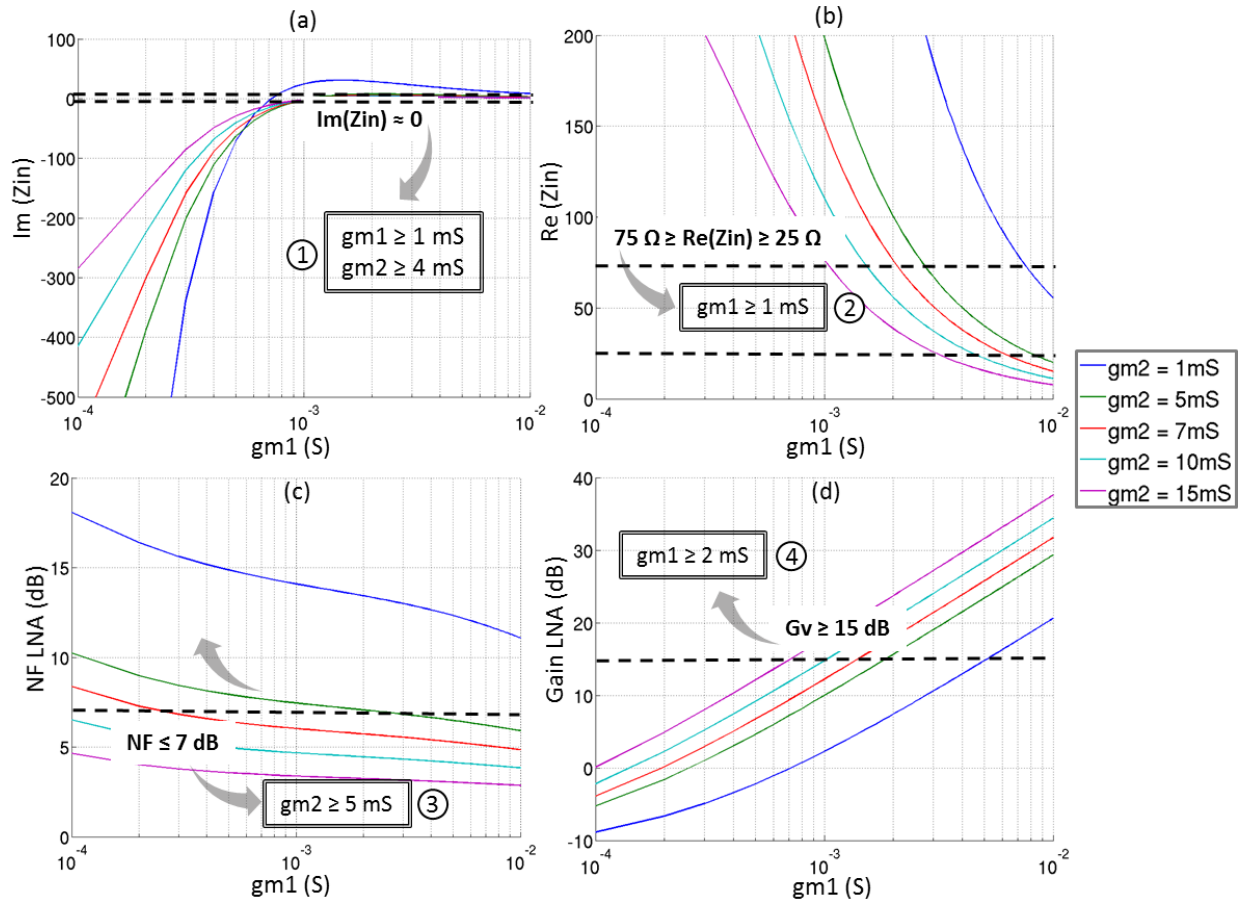 (a)
100
0
-100
-200
-300
-400
-500
Im (Zin)
Im(Zin) ≈ 0
① gm1 ≥ 1 mS
gm2 ≥ 4 mS
10-4
10-3
10-2
gm1 (S)
(b)
200
150
100
50
0
Re (Zin)
75 Ω ≥ Re(Zin) ≥ 25 Ω
gm1 ≥ 1 mS ②
10-4
10-3
10-2
gm1 (S)
gm2 = 1mS
gm2 = 5mS
gm2 = 7mS
gm2 = 10mS
gm2 = 15mS
(c)
20
15
10
5
0
NF LNA (dB)
NF ≤ 7 dB
gm2 ≥ 5 mS ③
10-4
10-3
10-2
gm1 (S)
(d)
40
30
20
10
0
-10
Gain LNA (dB)
gm1 ≥ 2 mS ④
Gv ≥ 15 dB
10-4
10-3
10-2
gm1 (S)